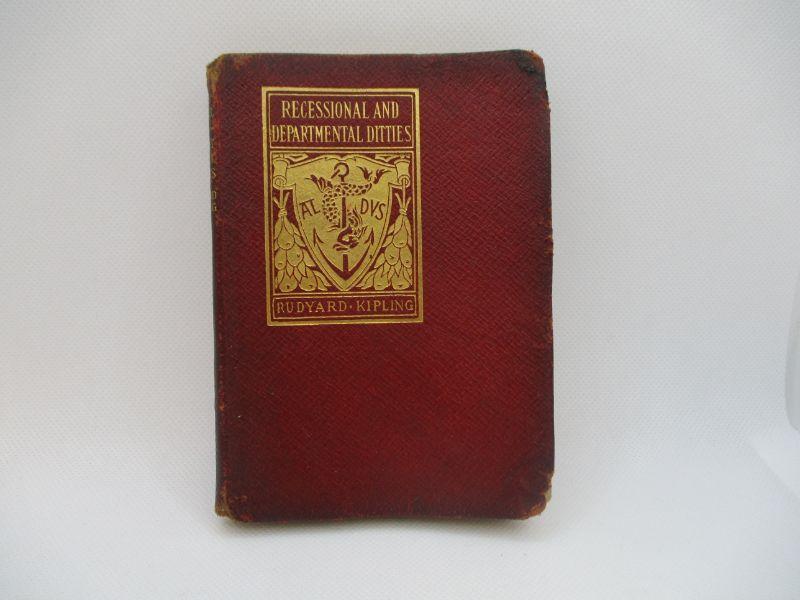 RECESSIONAL AND
DEPARTMENTAL DITTIES
AL DVS
RUDYARD · KIPLING